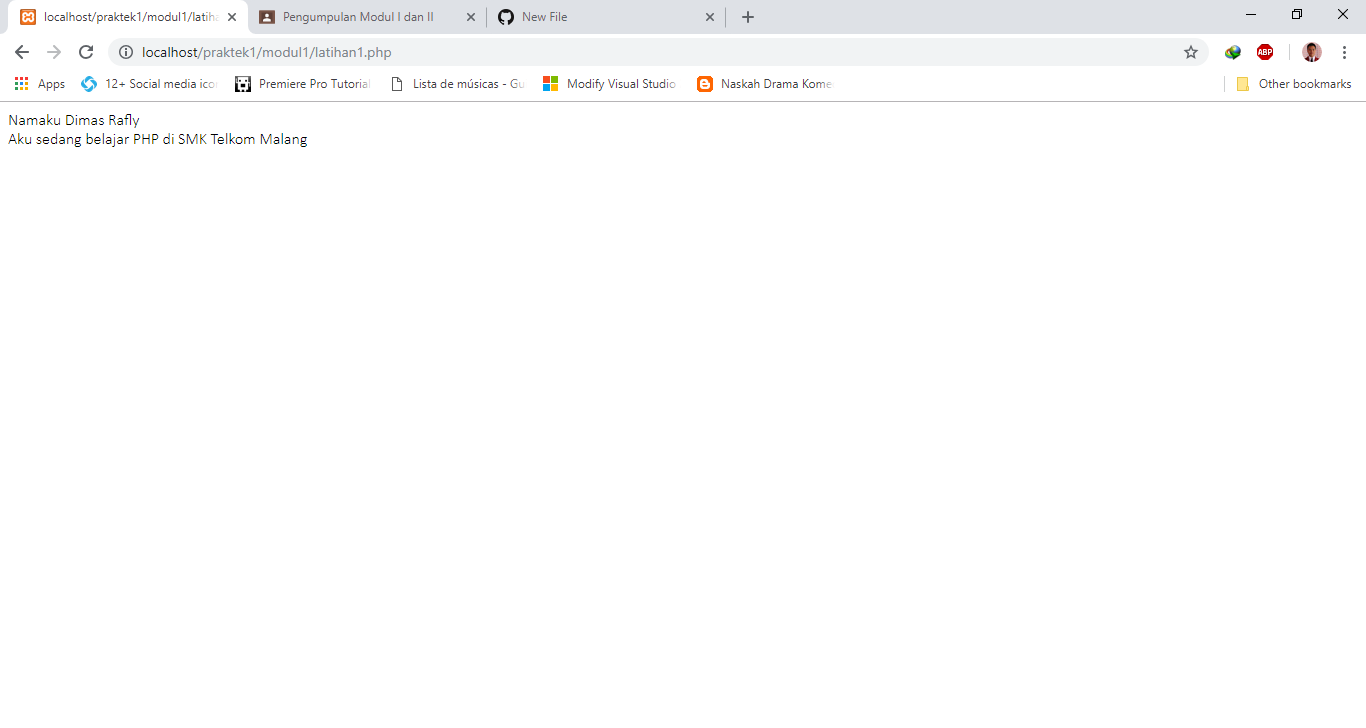 localhost/praktek1/modul1/latiha
Pengumpulan Modul I dan II
New File
localhost/praktek1/modul1/latihan1.php
ABP
Apps
12+ Social media icon
Premiere Pro Tutorial
Lista de músicas - Gu
Modify Visual Studio
Naskah Drama Kome
Other bookmarks
Namaku Dimas Rafly
Aku sedang belajar PHP di SMK Telkom Malang